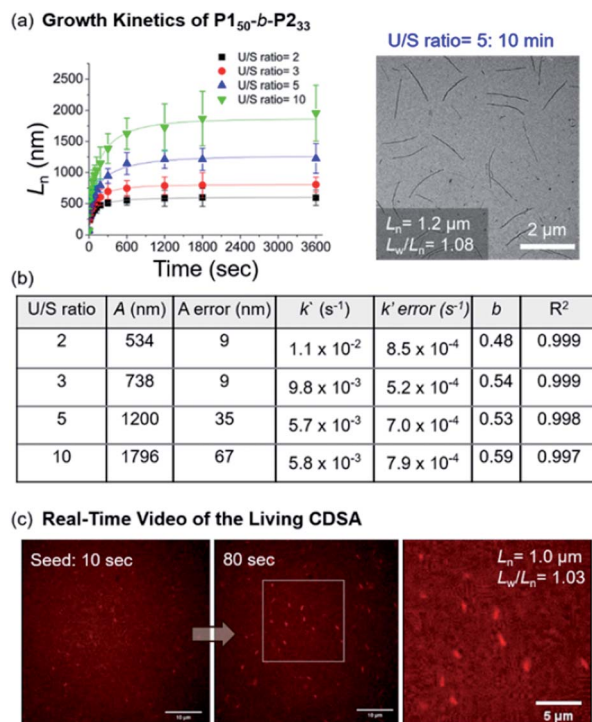 (a) Growth Kinetics of P1₅₀-b-P2₃₃
U/S ratio= 2
U/S ratio= 3
U/S ratio= 5
U/S ratio= 10
2500
2000
1500
1000
500
0
Lₙ (nm)
0 600 1200 1800 2400 3000 3600
Time (sec)
U/S ratio= 5: 10 min
Lₙ= 1.2 µm
L_w/Lₙ= 1.08
2 µm
(b)
U/S ratio A (nm) A error (nm) k` (s⁻¹) k' error (s⁻¹) b R²
2 534 9 1.1 x 10⁻² 8.5 x 10⁻⁴ 0.48 0.999
3 738 9 9.8 x 10⁻³ 5.2 x 10⁻⁴ 0.54 0.999
5 1200 35 5.7 x 10⁻³ 7.0 x 10⁻⁴ 0.53 0.998
10 1796 67 5.8 x 10⁻³ 7.9 x 10⁻⁴ 0.59 0.997
(c) Real-Time Video of the Living CDSA
Seed: 10 sec
10 µm
80 sec
10 µm
Lₙ= 1.0 µm
L_w/Lₙ= 1.03
5 µm